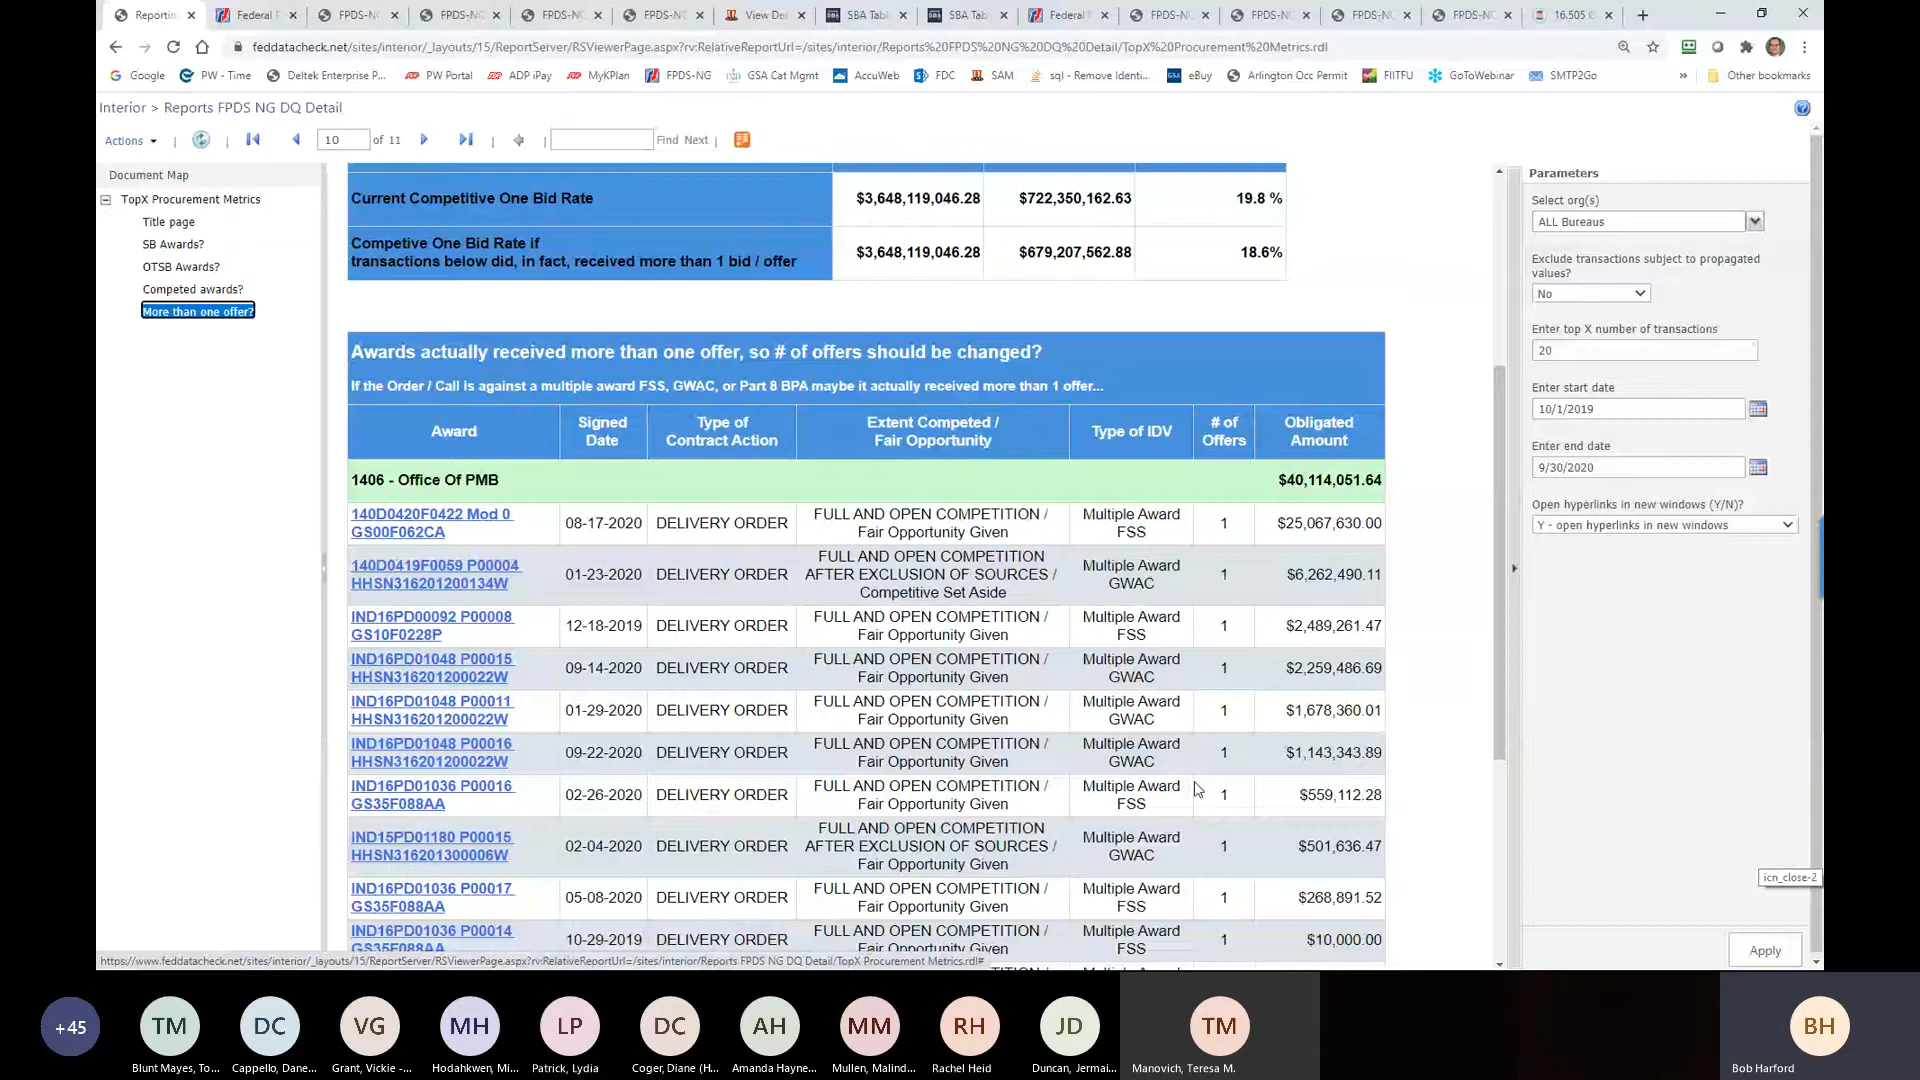 Reporting
Federal F
FPDS-NG
FPDS-NG
FPDS-NG
FPDS-NG
View Det
SBA Tabl
SBA Tabl
Federal
FPDS-NG
FPDS-NG
FPDS-NG
FPDS-NG
16.505 O
feddatacheck.net/sites/interior/_layouts/15/ReportServer/RSViewerPage.aspx?rv:RelativeReportUrl=/sites/interior/Reports%20FPDS%20NG%20DQ%20Detail/TopX%20Procurement%20Metrics.rdl
Google PW - Time Deltek Enterprise P... PW Portal ADP iPay MyKPlan FPDS-NG GSA Cat Mgmt AccuWeb FDC SAM sql - Remove Identi... eBuy Arlington Occ Permit FIITFU GoToWebinar SMTP2Go » Other bookmarks
Interior > Reports FPDS NG DQ Detail
Actions 10 of 11 Find Next
Document Map
TopX Procurement Metrics
Title page
SB Awards?
OTSB Awards?
Competed awards?
More than one offer?
Current Competitive One Bid Rate $3,648,119,046.28 $722,350,162.63 19.8 %
Competive One Bid Rate if
transactions below did, in fact, received more than 1 bid / offer $3,648,119,046.28 $679,207,562.88 18.6%
Awards actually received more than one offer, so # of offers should be changed?
If the Order / Call is against a multiple award FSS, GWAC, or Part 8 BPA maybe it actually received more than 1 offer...
Award Signed Date Type of Contract Action Extent Competed / Fair Opportunity Type of IDV # of Offers Obligated Amount
1406 - Office Of PMB $40,114,051.64
140D0420F0422 Mod 0 GS00F062CA 08-17-2020 DELIVERY ORDER FULL AND OPEN COMPETITION / Fair Opportunity Given Multiple Award FSS 1 $25,067,630.00
140D0419F0059 P00004 HHSN316201200134W 01-23-2020 DELIVERY ORDER FULL AND OPEN COMPETITION AFTER EXCLUSION OF SOURCES / Competitive Set Aside Multiple Award GWAC 1 $6,262,490.11
IND16PD00092 P00008 GS10F0228P 12-18-2019 DELIVERY ORDER FULL AND OPEN COMPETITION / Fair Opportunity Given Multiple Award FSS 1 $2,489,261.47
IND16PD01048 P00015 HHSN316201200022W 09-14-2020 DELIVERY ORDER FULL AND OPEN COMPETITION / Fair Opportunity Given Multiple Award GWAC 1 $2,259,486.69
IND16PD01048 P00011 HHSN316201200022W 01-29-2020 DELIVERY ORDER FULL AND OPEN COMPETITION / Fair Opportunity Given Multiple Award GWAC 1 $1,678,360.01
IND16PD01048 P00016 HHSN316201200022W 09-22-2020 DELIVERY ORDER FULL AND OPEN COMPETITION / Fair Opportunity Given Multiple Award GWAC 1 $1,143,343.89
IND16PD01036 P00016 GS35F088AA 02-26-2020 DELIVERY ORDER FULL AND OPEN COMPETITION / Fair Opportunity Given Multiple Award FSS 1 $559,112.28
IND15PD01180 P00015 HHSN316201300006W 02-04-2020 DELIVERY ORDER FULL AND OPEN COMPETITION AFTER EXCLUSION OF SOURCES / Fair Opportunity Given Multiple Award GWAC 1 $501,636.47
IND16PD01036 P00017 GS35F088AA 05-08-2020 DELIVERY ORDER FULL AND OPEN COMPETITION / Fair Opportunity Given Multiple Award FSS 1 $268,891.52
IND16PD01036 P00014 GS35F088AA 10-29-2019 DELIVERY ORDER FULL AND OPEN COMPETITION / Fair Opportunity Given Multiple Award FSS 1 $10,000.00
Parameters
Select org(s)
ALL Bureaus
Exclude transactions subject to propagated
values?
No
Enter top X number of transactions
20
Enter start date
10/1/2019
Enter end date
9/30/2020
Open hyperlinks in new windows (Y/N)?
Y - open hyperlinks in new windows
icn_close-2
Apply
https://www.feddatacheck.net/sites/interior/_layouts/15/ReportServer/RSViewerPage.aspx?rv:RelativeReportUrl=/sites/interior/Reports FPDS NG DQ Detail/TopX Procurement Metrics.rdl#
+45 TM DC VG MH LP DC AH MM RH JD TM BH
Blunt Mayes, To... Cappello, Dane... Grant, Vickie -... Hodahkwen, Mi... Patrick, Lydia Coger, Diane (H... Amanda Hayne... Mullen, Malind... Rachel Heid Duncan, Jermai... Manovich, Teresa M. Bob Harford